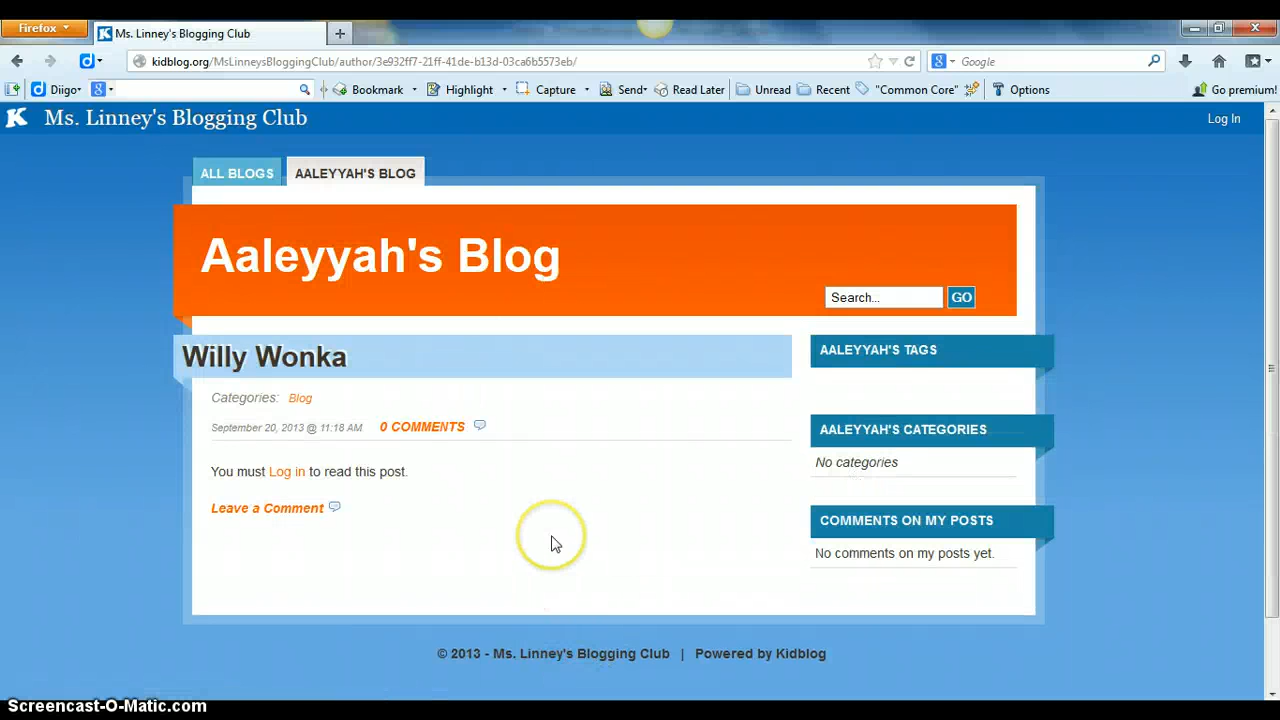 Firefox
Ms. Linney's Blogging Club
kidblog.org/MsLinneysBloggingClub/author/3e932ff7-21ff-41de-b13d-03ca6b5573eb/
Google
Diigo
Bookmark
Highlight
Capture
Send
Read Later
Unread
Recent
"Common Core"
Options
Go premium!
Ms. Linney's Blogging Club
Log In
ALL BLOGS
AALEYYAH'S BLOG
Aaleyyah's Blog
Search...
GO
Willy Wonka
Categories: Blog
September 20, 2013 @ 11:18 AM
0 COMMENTS
You must Log in to read this post.
Leave a Comment
AALEYYAH'S TAGS
AALEYYAH'S CATEGORIES
No categories
COMMENTS ON MY POSTS
No comments on my posts yet.
© 2013 - Ms. Linney's Blogging Club | Powered by Kidblog
Screencast-O-Matic.com